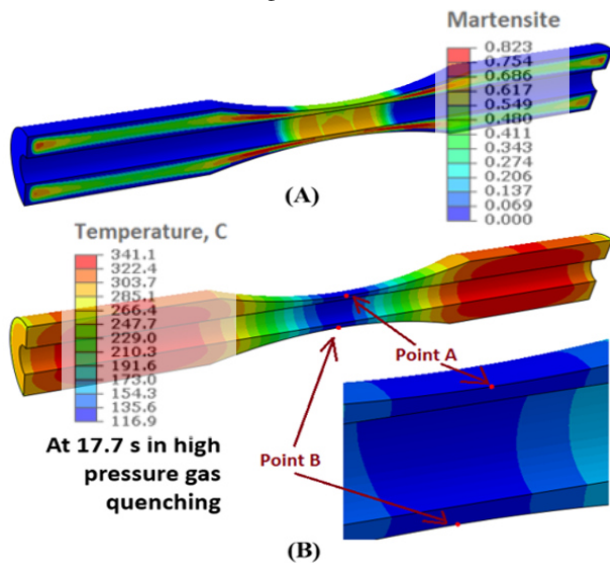 Martensite
0.823
0.754
0.686
0.617
0.549
0.480
0.411
0.343
0.274
0.206
0.137
0.069
0.000
(A)
Temperature, C
341.1
322.4
303.7
285.1
266.4
247.7
229.0
210.3
191.6
173.0
154.3
135.6
116.9
Point A
At 17.7 s in high
pressure gas
quenching
Point B
(B)